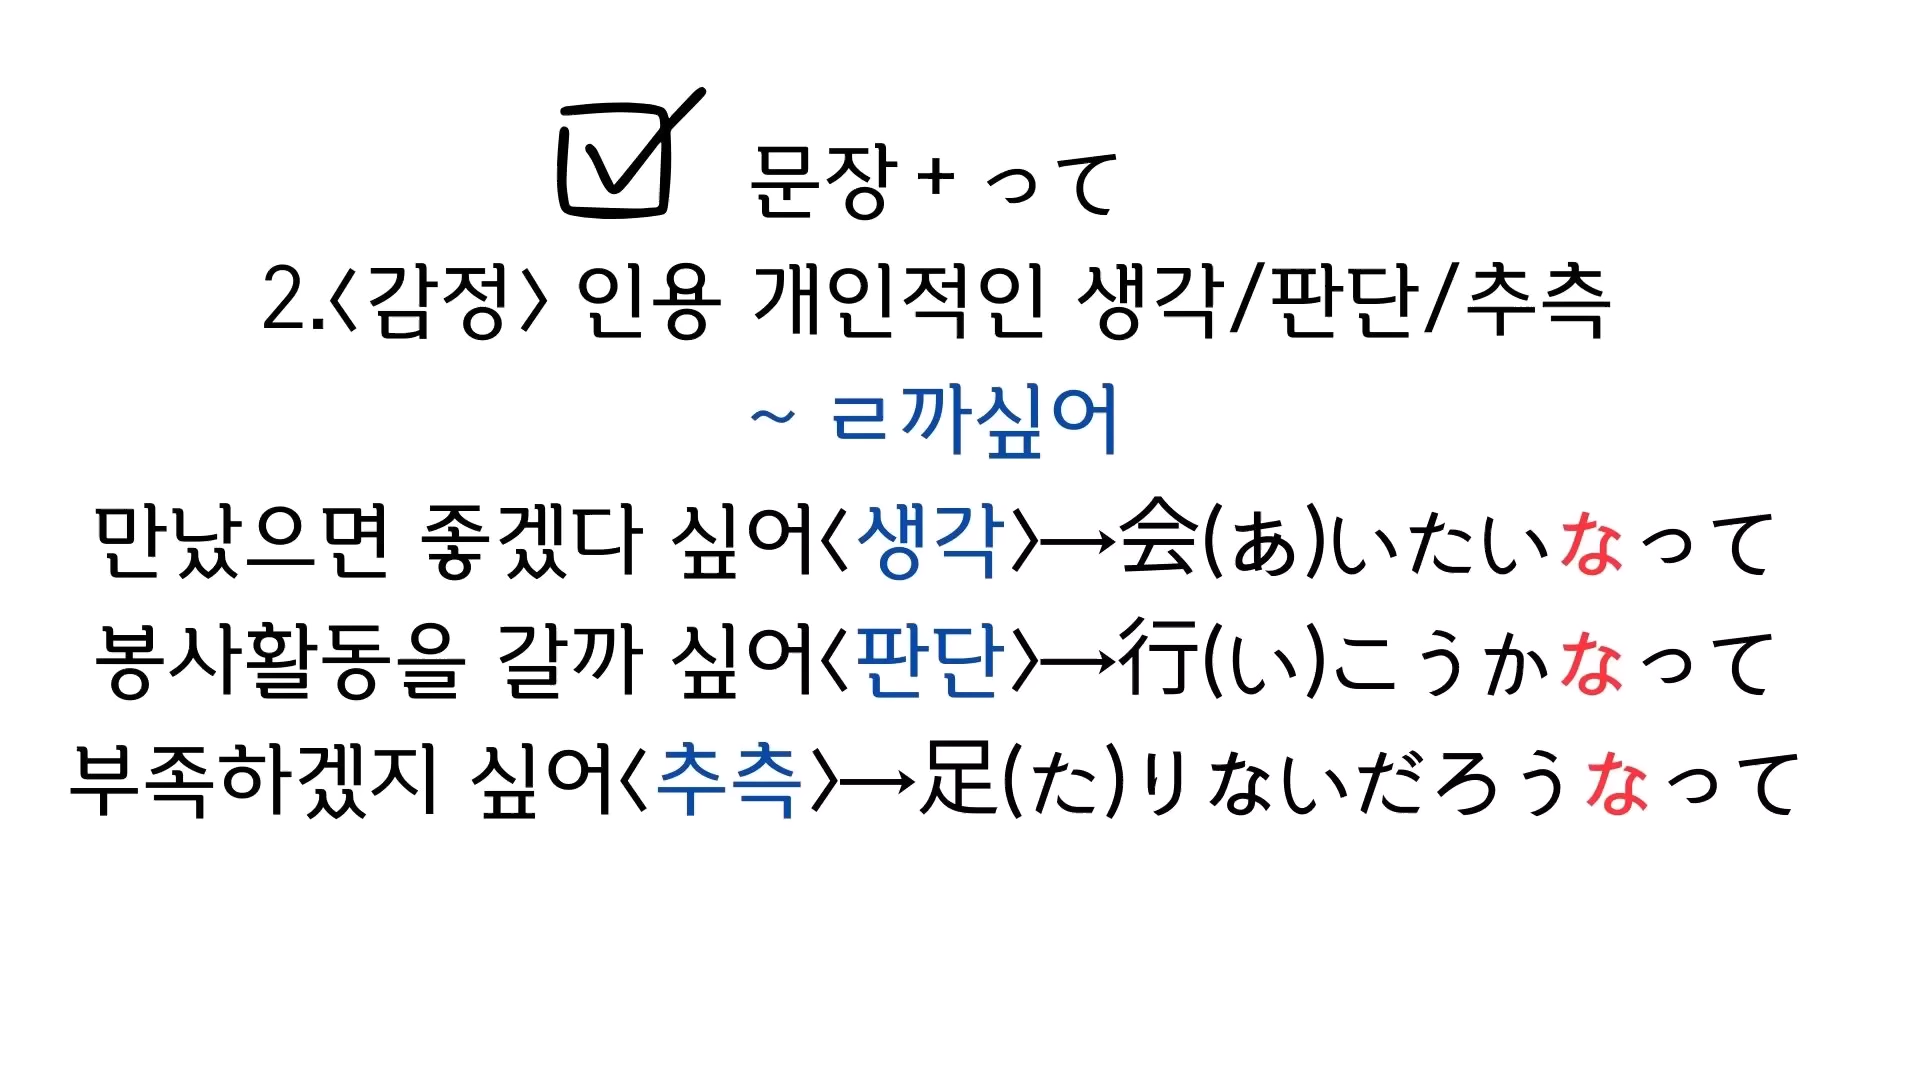 문장 + って
2.<감정> 인용 개인적인 생각/판단/추측
~ ㄹ까싶어
만났으면 좋겠다 싶어<생각>→会(あ)いたいなって
봉사활동을 갈까 싶어<판단>→行(い)こうかなって
부족하겠지 싶어<추측>→足(た)りないだろうなって